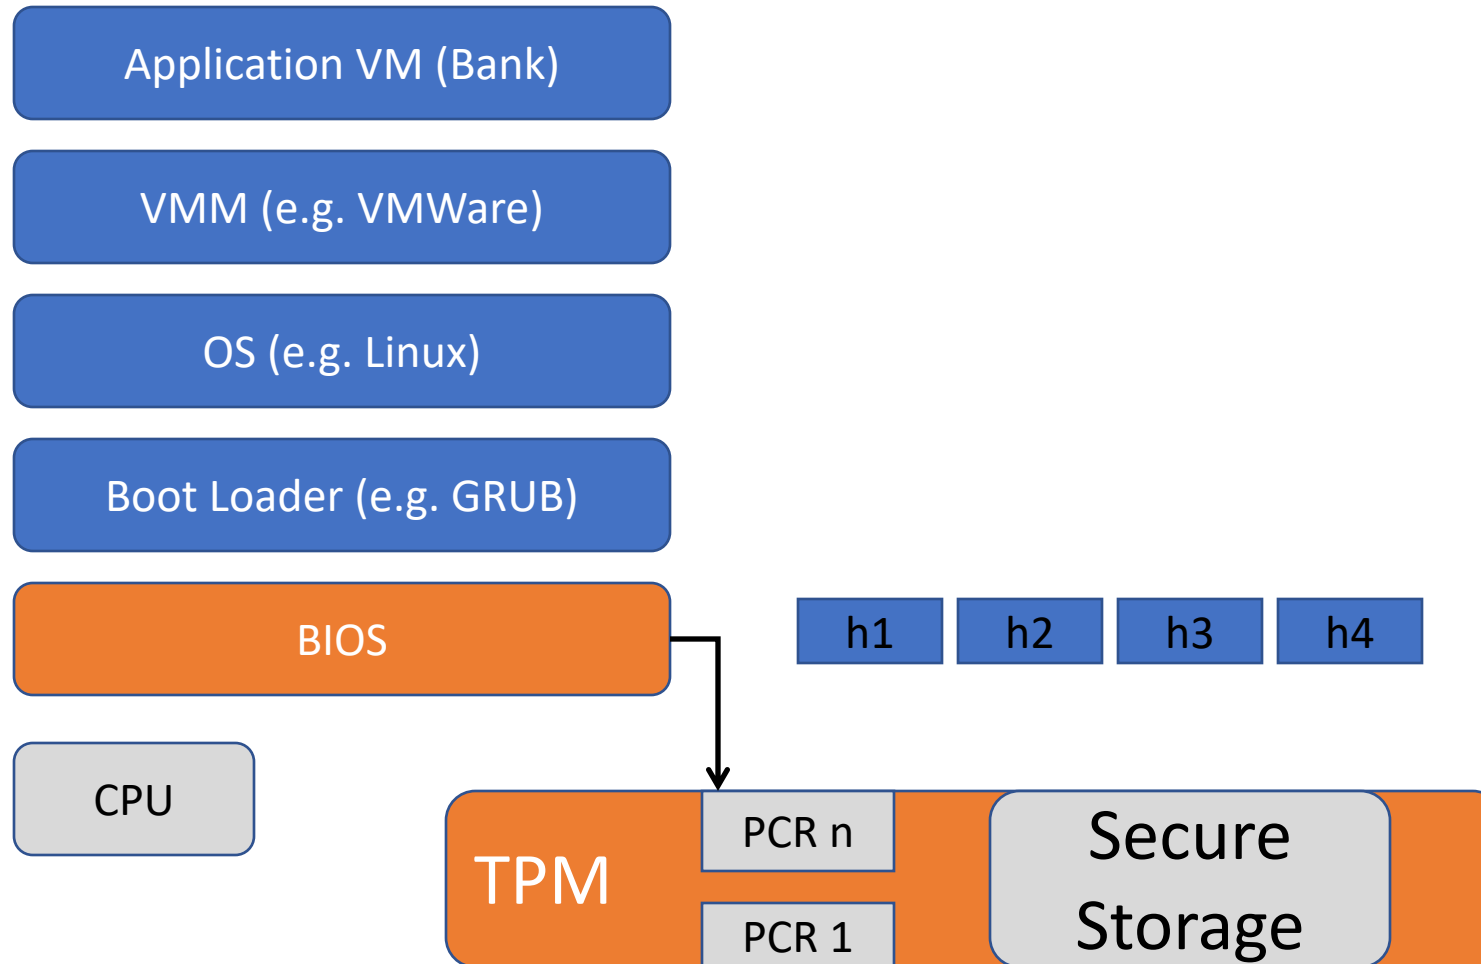 Application VM (Bank)
VMM (e.g. VMWare)
OS (e.g. Linux)
Boot Loader (e.g. GRUB)
BIOS
h1
h2
h3
h4
CPU
TPM
PCR n
PCR 1
Secure
Storage